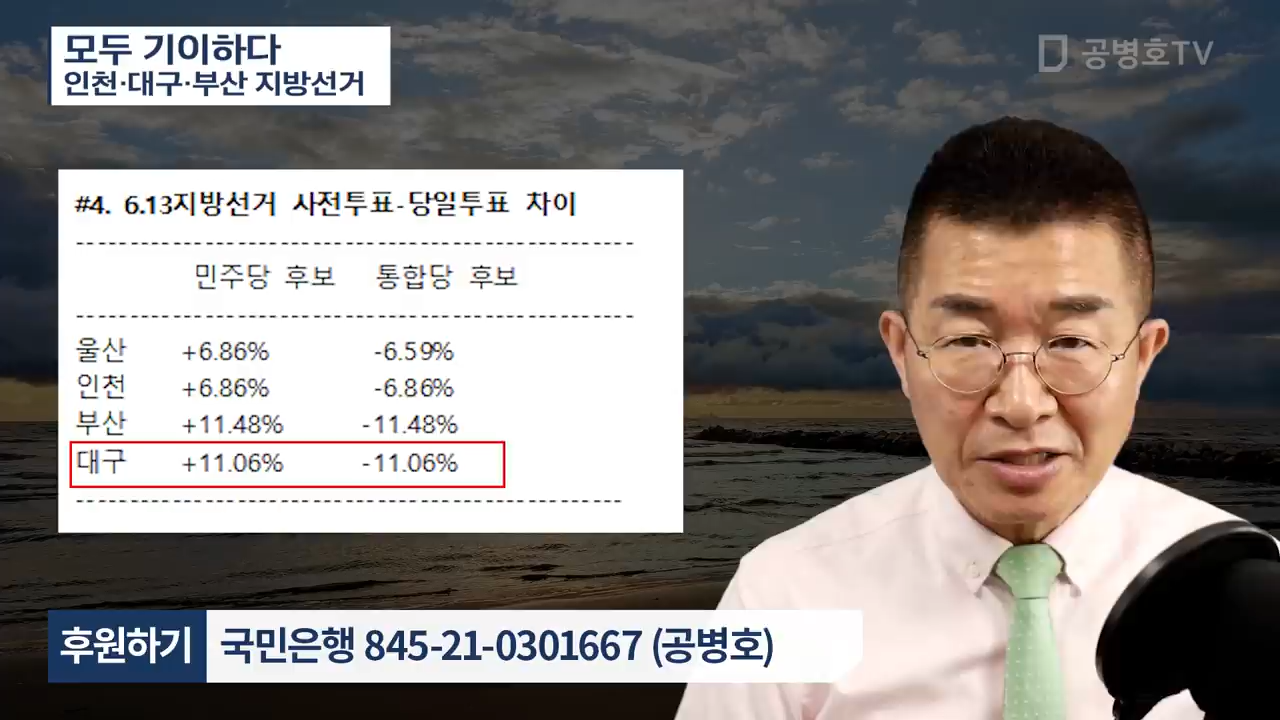 모두 기이하다
인천·대구·부산 지방선거
공병호TV
#4. 6.13지방선거 사전투표-당일투표 차이
민주당 후보 통합당 후보
울산 +6.86% -6.59%
인천 +6.86% -6.86%
부산 +11.48% -11.48%
대구 +11.06% -11.06%
후원하기 국민은행 845-21-0301667 (공병호)